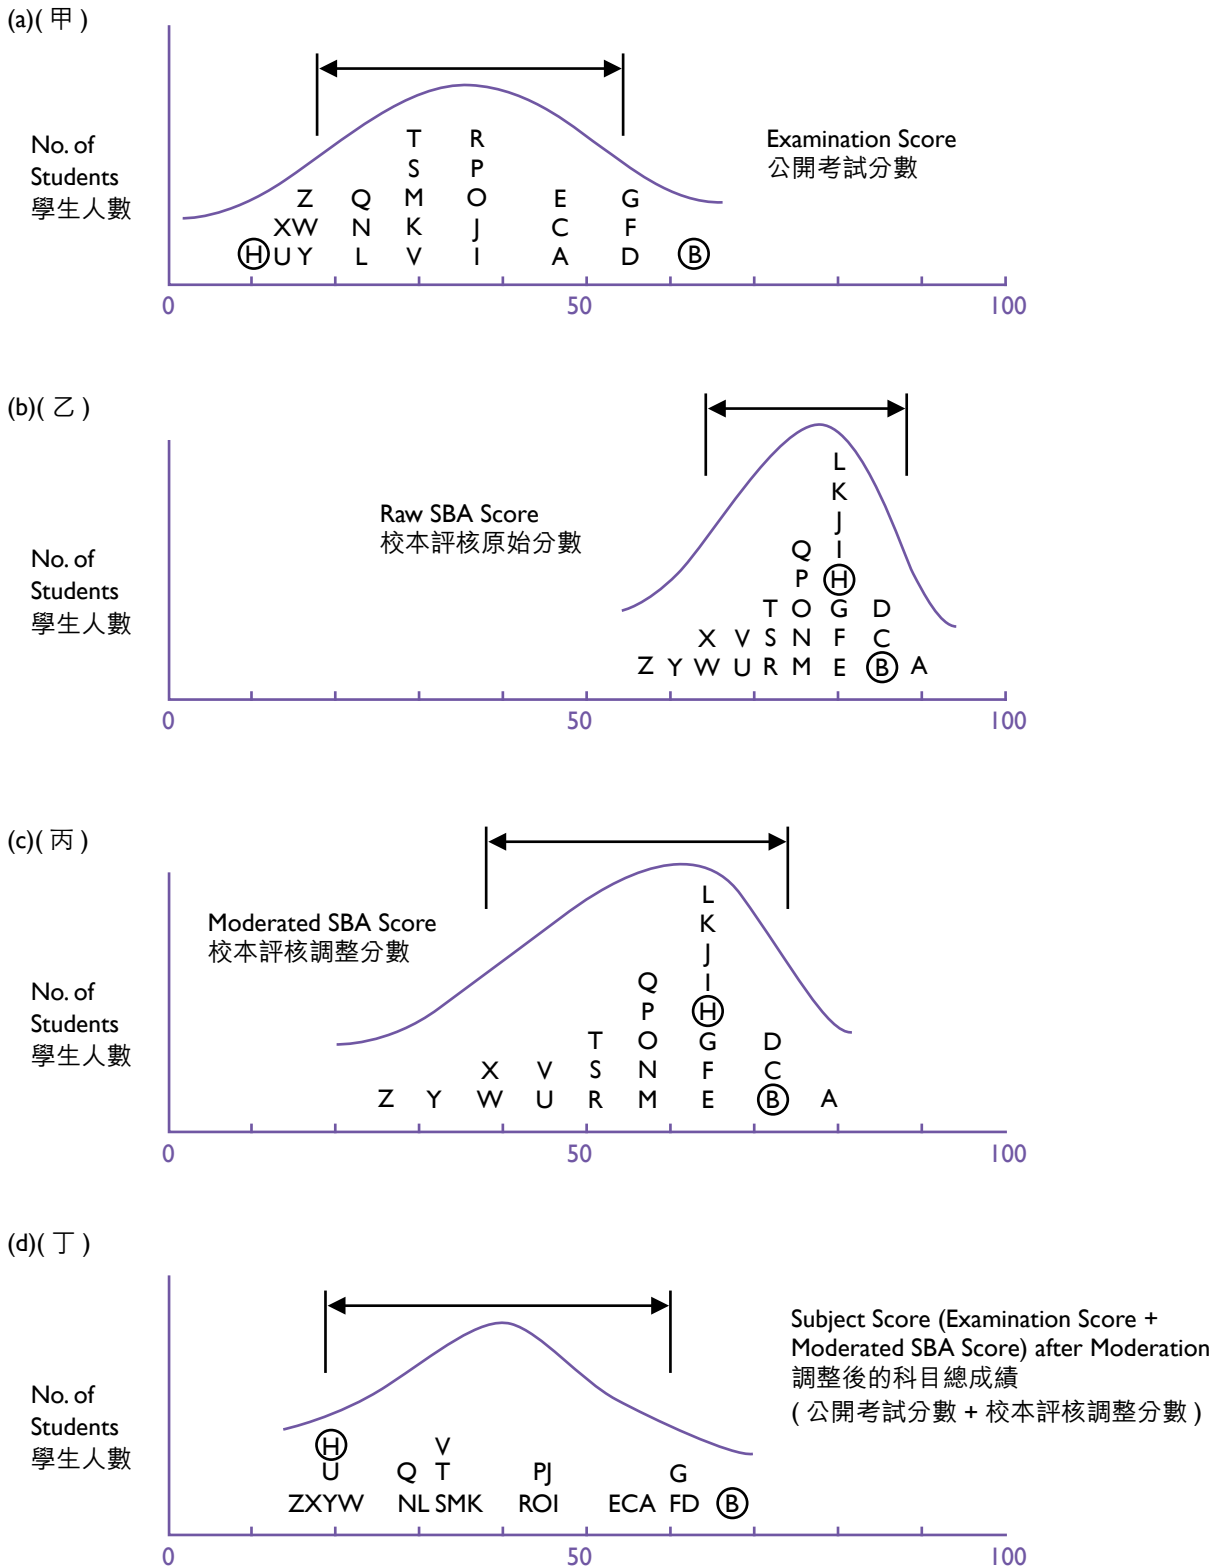 (a)( 甲 )
No. of
Students
學生人數
Examination Score
公開考試分數
T R
S P
Z Q M O E G
XW N K J C F
H U Y L V I A D B
0 50 100
(b)( 乙 )
Raw SBA Score
校本評核原始分數
No. of
Students
學生人數
L
K
J
Q I
P H
T O G D
X V S N F C
Z Y W U R M E B A
0 50 100
(c)( 丙 )
Moderated SBA Score
校本評核調整分數
No. of
Students
學生人數
L
K
J
Q I
P H
T O G D
X V S N F C
Z Y W U R M E B A
0 50 100
(d)( 丁 )
Subject Score (Examination Score +
Moderated SBA Score) after Moderation
調整後的科目總成績
( 公開考試分數 + 校本評核調整分數 )
No. of
Students
學生人數
H V
U Q T PJ G
ZXYW NL SMK ROI ECA FD B
0 50 100